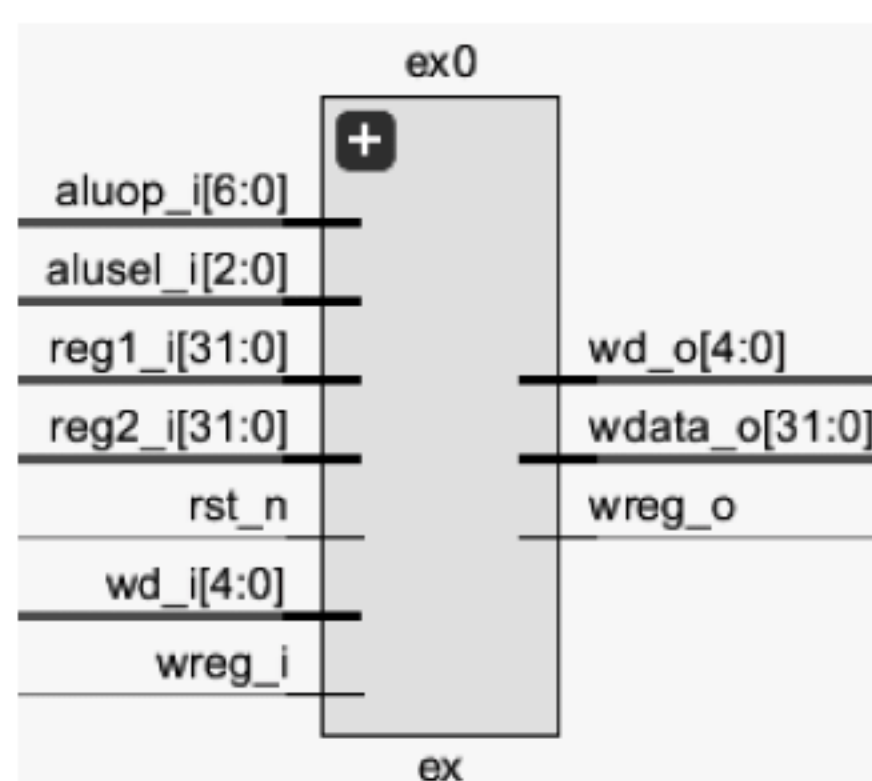 ex0
aluop_i[6:0]
alusel_i[2:0]
reg1_i[31:0]
reg2_i[31:0]
rst_n
wd_i[4:0]
wreg_i
wd_o[4:0]
wdata_o[31:0]
wreg_o
ex